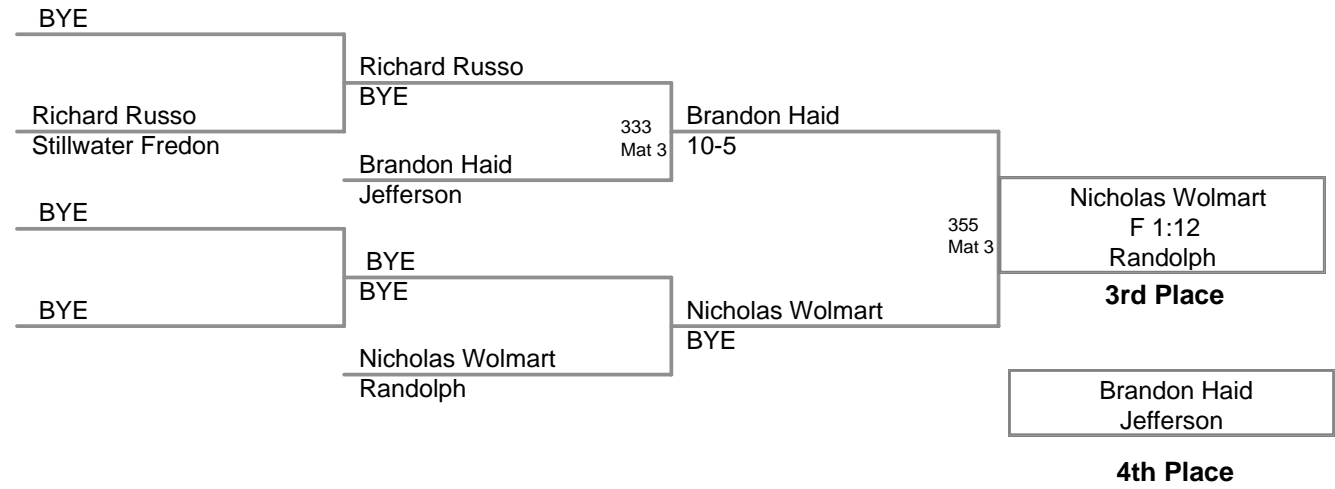 BYE
Richard Russo
BYE
Richard Russo
Stillwater Fredon
333
Mat 3
Brandon Haid
10-5
Brandon Haid
Jefferson
BYE
355
Mat 3
Nicholas Wolmart
F 1:12
Randolph
3rd Place
BYE
BYE
BYE
Nicholas Wolmart
BYE
Nicholas Wolmart
Randolph
Brandon Haid
Jefferson
4th Place